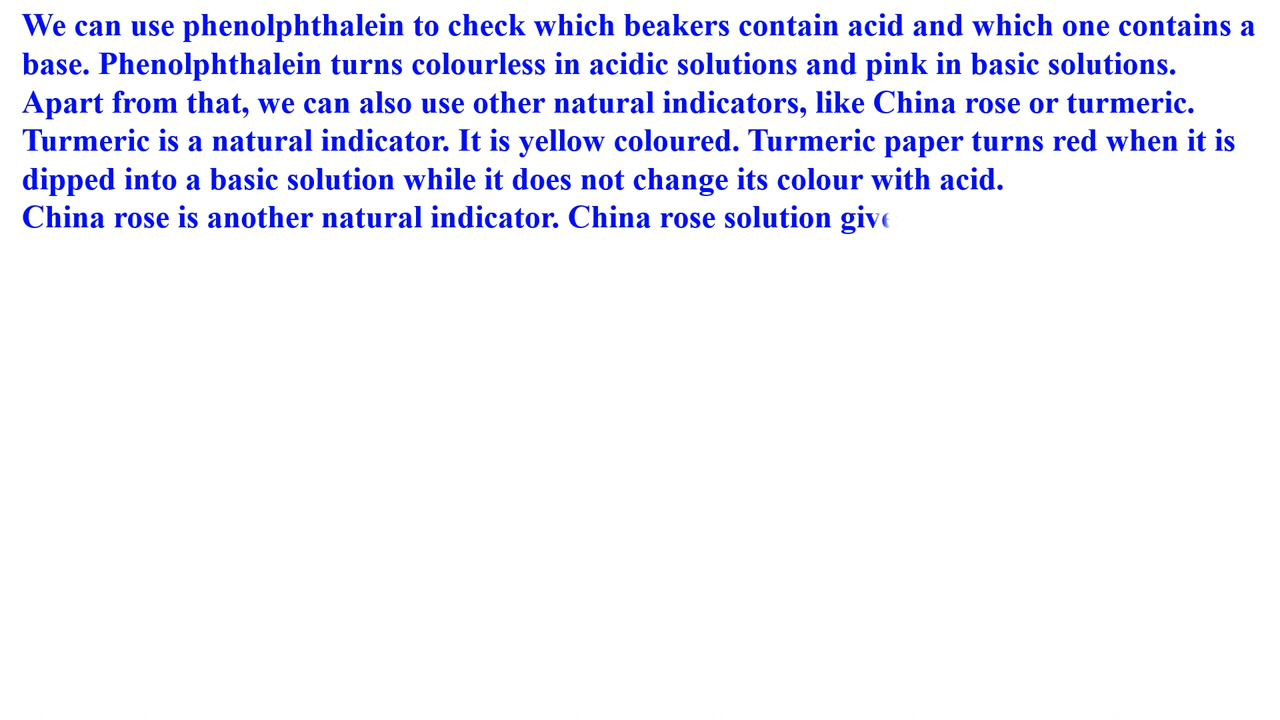 We can use phenolphthalein to check which beakers contain acid and which one contains a
base. Phenolphthalein turns colourless in acidic solutions and pink in basic solutions.
Apart from that, we can also use other natural indicators, like China rose or turmeric.
Turmeric is a natural indicator. It is yellow coloured. Turmeric paper turns red when it is
dipped into a basic solution while it does not change its colour with acid.
China rose is another natural indicator. China rose solution give